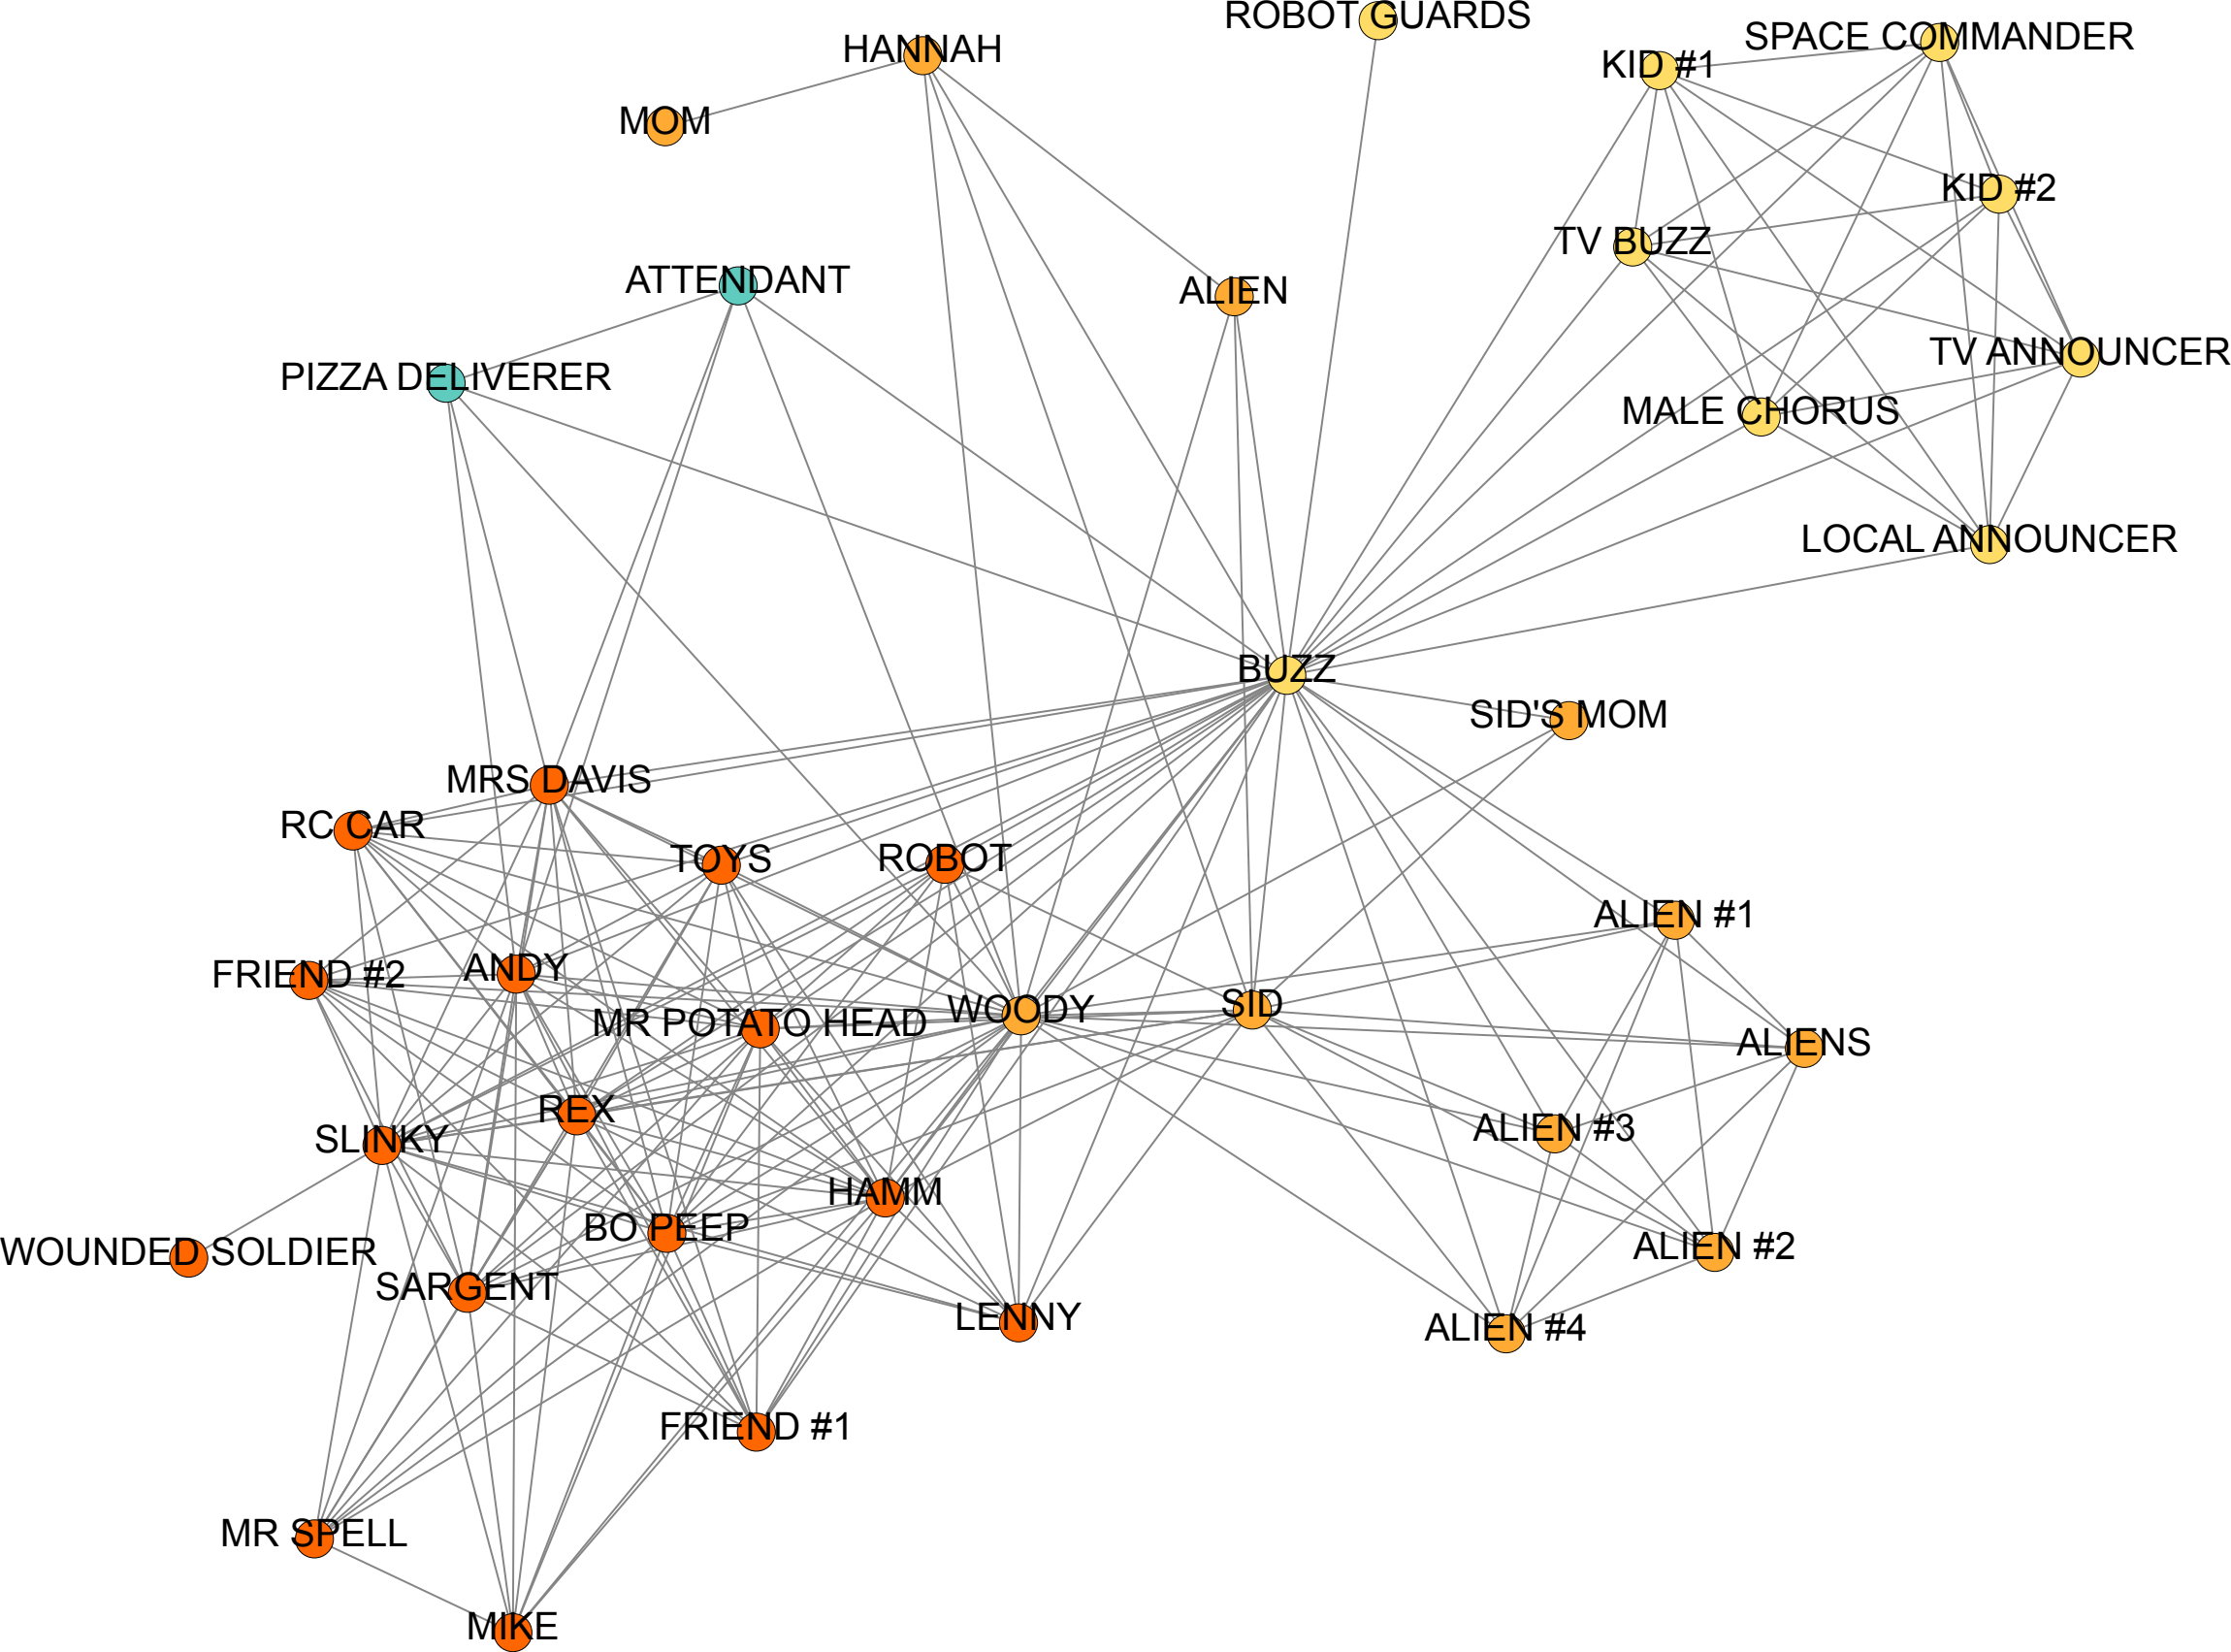 ROBOT GUARDS
SPACE COMMANDER
HANNAH
KID #1
MOM
KID #2
TV BUZZ
ATTENDANT
ALIEN
TV ANNOUNCER
PIZZA DELIVERER
MALE CHORUS
LOCAL ANNOUNCER
BUZZ
SID'S MOM
MRS DAVIS
RC CAR
TOYS
ROBOT
ALIEN #1
FRIEND #2
ANDY
WOODY
SID
MR POTATO HEAD
ALIENS
REX
ALIEN #3
SLINKY
HAMM
BO PEEP
ALIEN #2
WOUNDED SOLDIER
SARGENT
LENNY
ALIEN #4
FRIEND #1
MR SPELL
MIKE